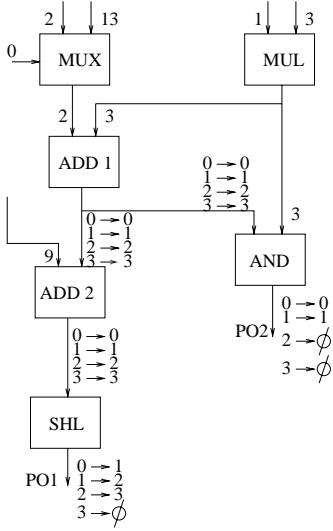 2 13 1 3
0
MUX MUL
2 3
ADD 1
0 → 0
1 → 1
2 → 2
3 → 3
0 → 0
1 → 1
2 → 2
3 → 3
3
9
ADD 2 AND
0 → 0
1 → 1
2 → 2
3 → 3
PO2
0 → 0
1 → 1
2 → ∅
3 → ∅
SHL
PO1
0 → 1
1 → 2
2 → 3
3 → ∅